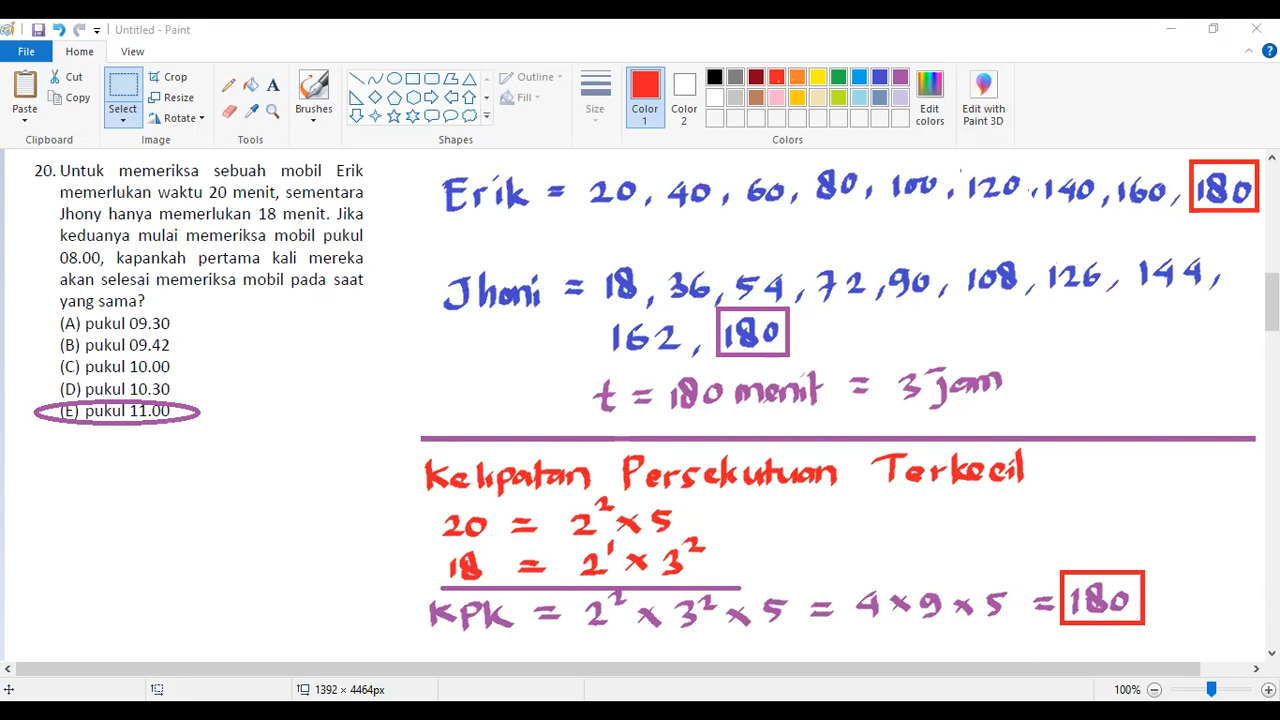 Untitled - Paint
File Home View
Paste
Cut
Copy
Clipboard
Select
Crop
Resize
Rotate
Image
Tools
Brushes
Shapes
Outline
Fill
Size
Color 1
Color 2
Colors
Edit colors
Edit with Paint 3D
20. Untuk memeriksa sebuah mobil Erik
memerlukan waktu 20 menit, sementara
Jhony hanya memerlukan 18 menit. Jika
keduanya mulai memeriksa mobil pukul
08.00, kapankah pertama kali mereka
akan selesai memeriksa mobil pada saat
yang sama?
(A) pukul 09.30
(B) pukul 09.42
(C) pukul 10.00
(D) pukul 10.30
(E) pukul 11.00
Erik = 20, 40, 60, 80, 100, 120, 140, 160, 180
Jhoni = 18, 36, 54, 72, 90, 108, 126, 144,
162, 180
t = 180 menit = 3 jam
Kelipatan Persekutuan Terkecil
20 = 2² × 5
18 = 2¹ × 3²
KPK = 2² × 3² × 5 = 4 × 9 × 5 = 180
1392 × 4464px
100%